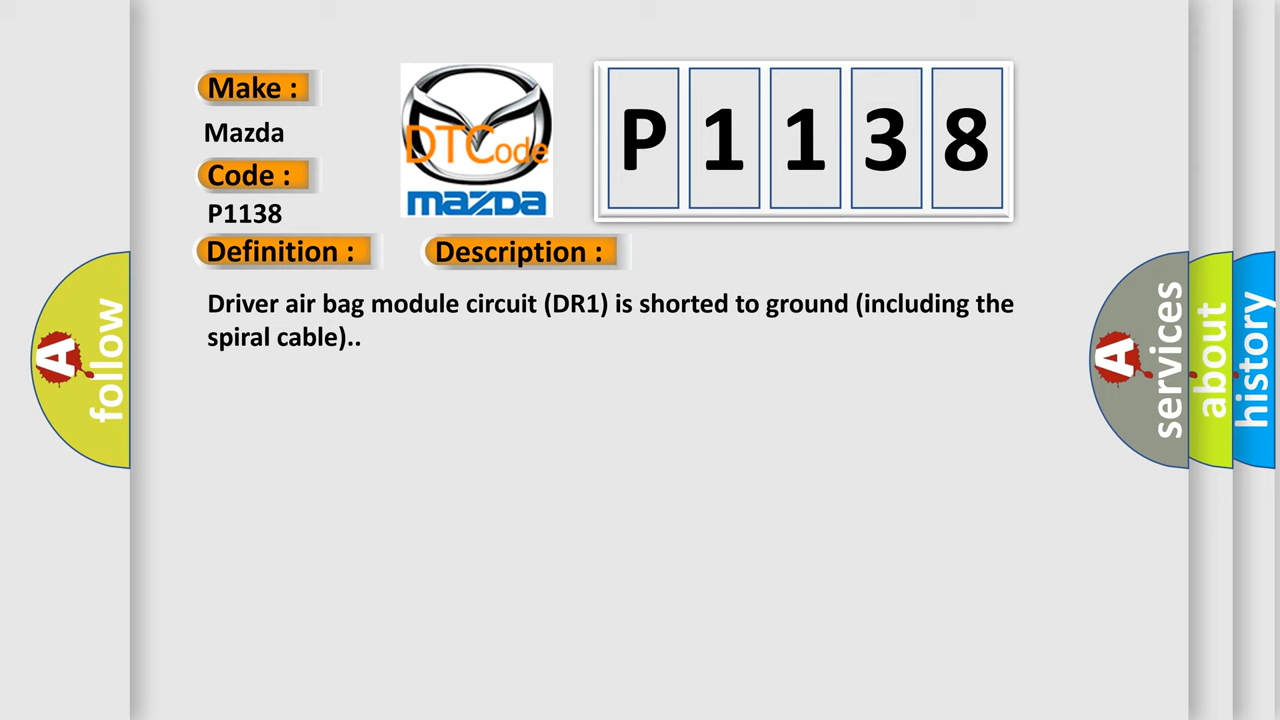 Make :
Mazda
Code :
P1138
Definition :
Description :
Driver air bag module circuit (DR1) is shorted to ground (including the
spiral cable)..
DTCode
mazda
P 1 1 3 8
A
follow
A
services
about
history